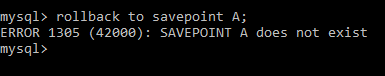 mysql> rollback to savepoint A;
ERROR 1305 (42000): SAVEPOINT A does not exist
mysql>